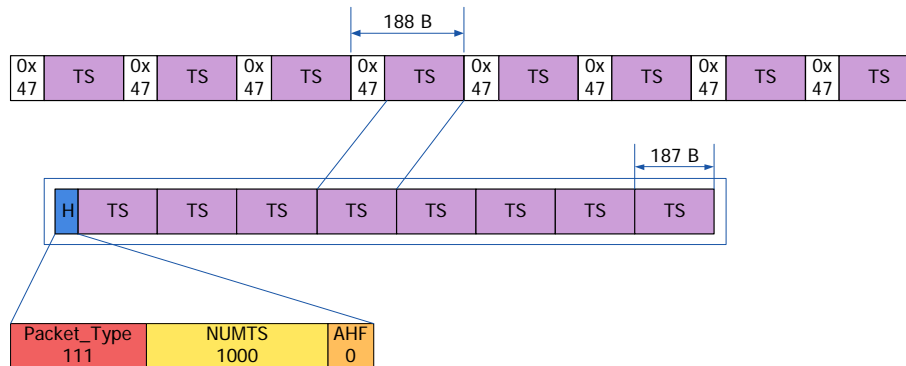 188 B
0x 47 TS 0x 47 TS 0x 47 TS 0x 47 TS 0x 47 TS 0x 47 TS 0x 47 TS 0x 47 TS
187 B
H TS TS TS TS TS TS TS TS
Packet_Type NUMTS AHF
111 1000 0